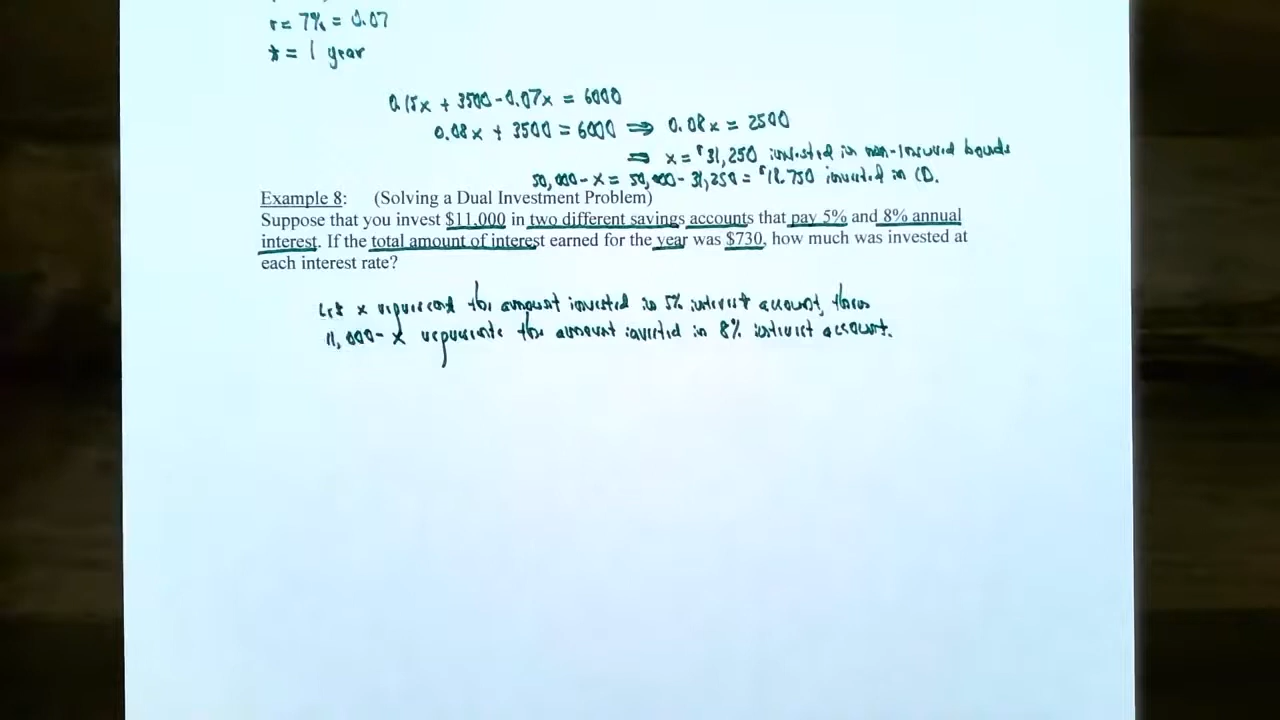 r = 7% = 0.07
t = 1 year
0.15x + 3500 - 0.07x = 6000
0.08x + 3500 = 6000 ⇒ 0.08x = 2500
⇒ x = $31,250 invested in non-insured bonds
50,000 - x = 50,000 - 31,250 = $18,750 invested in CD.
Example 8: (Solving a Dual Investment Problem)
Suppose that you invest $11,000 in two different savings accounts that pay 5% and 8% annual
interest. If the total amount of interest earned for the year was $730, how much was invested at
each interest rate?
Let x represent the amount invested in 5% interest account, then
11,000 - x represents the amount invested in 8% interest account.